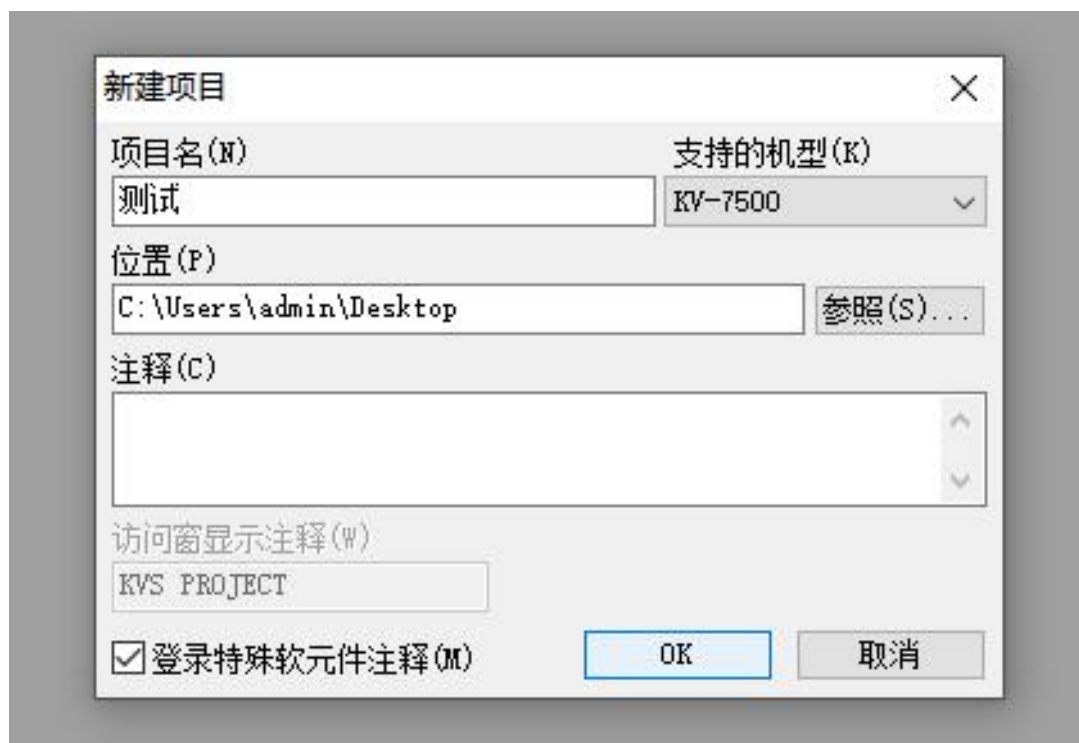 新建项目
项目名(N) 支持的机型(K)
测试 KV-7500
位置(P)
C:\Users\admin\Desktop 参照(S)...
注释(C)
访问窗显示注释(W)
KVS PROJECT
登录特殊软元件注释(M) OK 取消